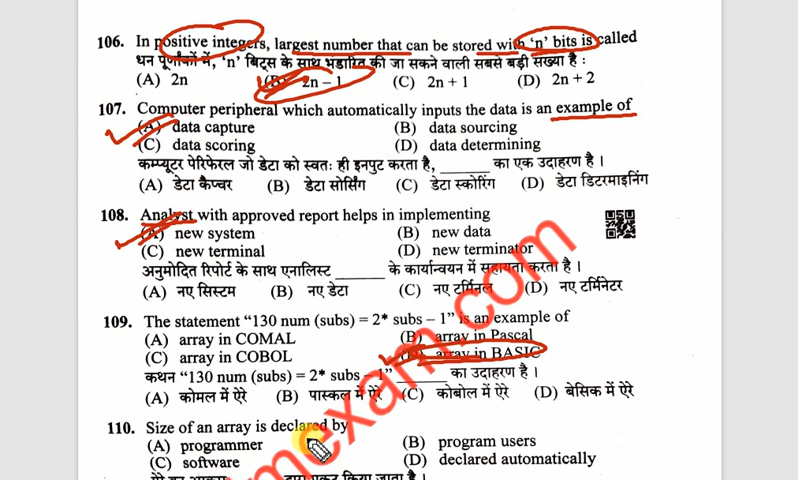 106. In positive integers, largest number that can be stored with 'n' bits is called
धन पूर्णांकों में, 'n' बिट्स के साथ भंडारित की जा सकने वाली सबसे बड़ी संख्या है :
(A) 2n (B) 2n – 1 (C) 2n + 1 (D) 2n + 2
107. Computer peripheral which automatically inputs the data is an example of
(A) data capture (B) data sourcing
(C) data scoring (D) data determining
कम्प्यूटर पेरिफेरल जो डेटा को स्वतः ही इनपुट करता है, ______ का एक उदाहरण है ।
(A) डेटा कैप्चर (B) डेटा सोर्सिंग (C) डेटा स्कोरिंग (D) डेटा डिटरमाइनिंग
108. Analyst with approved report helps in implementing
(A) new system (B) new data
(C) new terminal (D) new terminator
अनुमोदित रिपोर्ट के साथ एनालिस्ट ______ के कार्यान्वयन में सहायता करता है ।
(A) नए सिस्टम (B) नए डेटा (C) नए टर्मिनल (D) नए टर्मिनेटर
109. The statement "130 num (subs) = 2* subs – 1" is an example of
(A) array in COMAL (B) array in Pascal
(C) array in COBOL (D) array in BASIC
कथन "130 num (subs) = 2* subs – 1" ______ का उदाहरण है ।
(A) कोमल में ऐरे (B) पास्कल में ऐरे (C) कोबोल में ऐरे (D) बेसिक में ऐरे
110. Size of an array is declared by
(A) programmer (B) program users
(C) software (D) declared automatically
mexam.com